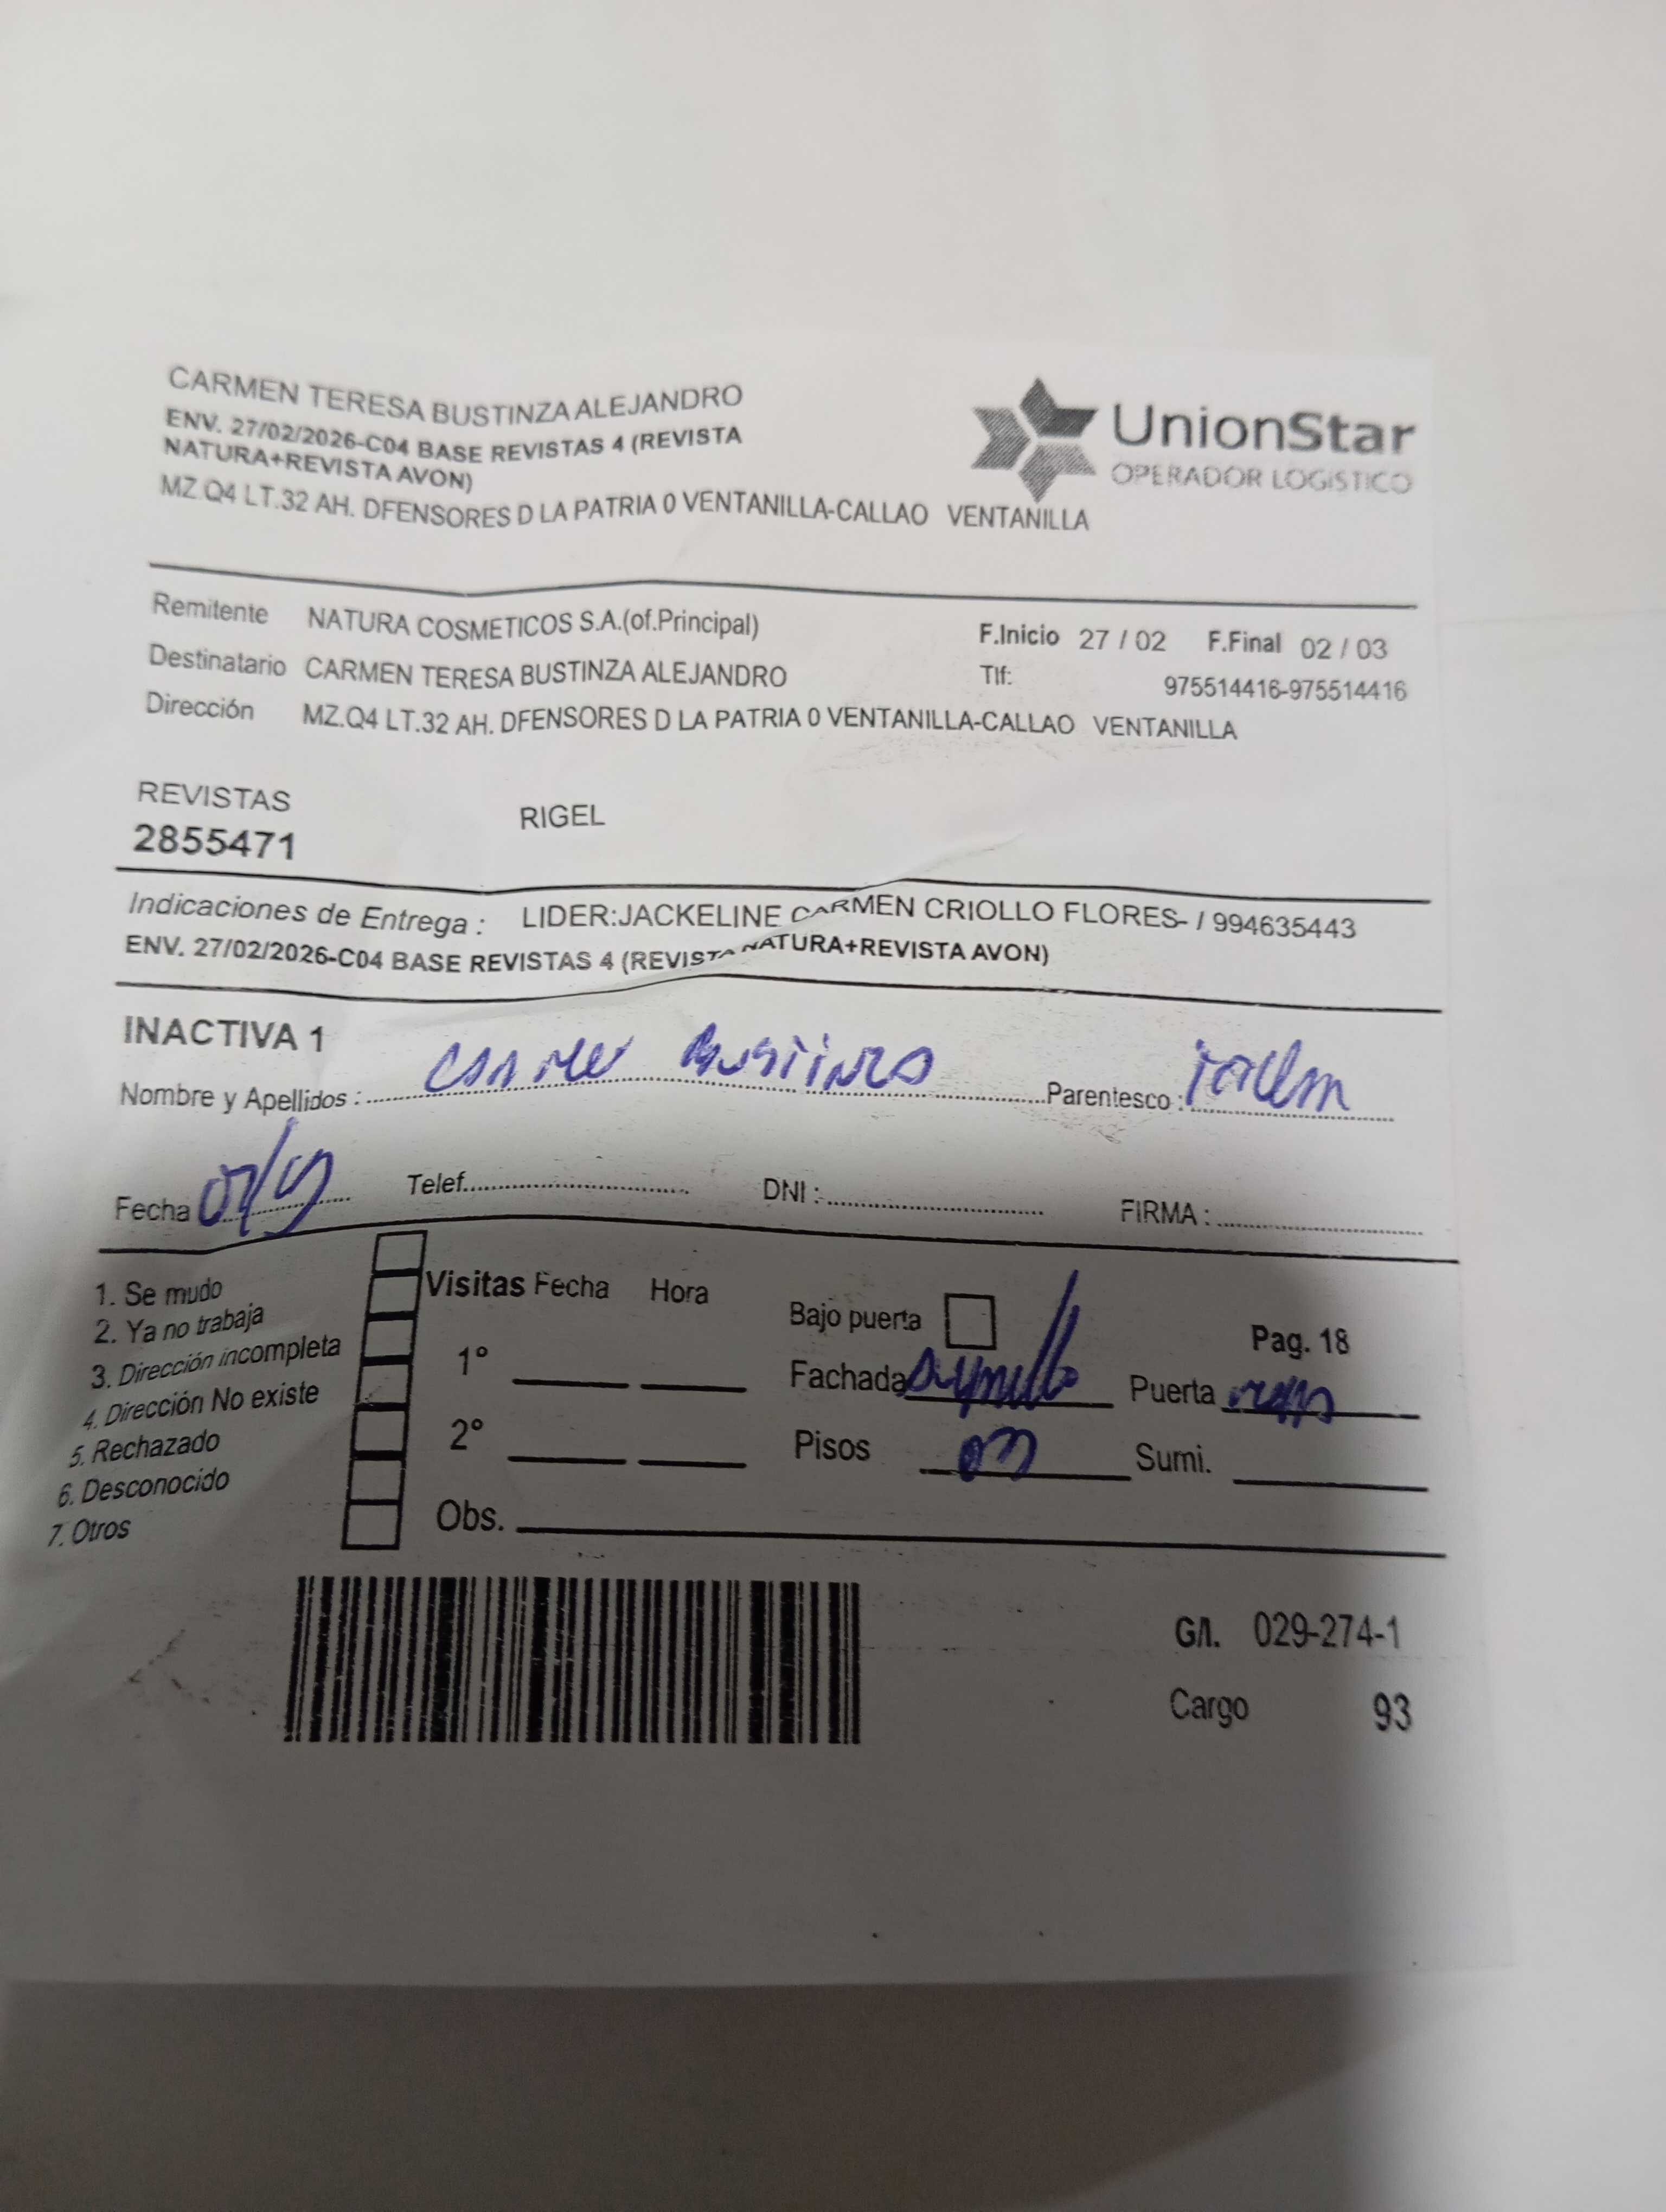 CARMEN TERESA BUSTINZA ALEJANDRO
ENV. 27/02/2026-C04 BASE REVISTAS 4 (REVISTA
NATURA+REVISTA AVON)
MZ.Q4 LT.32 AH. DFENSORES D LA PATRIA 0 VENTANILLA-CALLAO VENTANILLA
UnionStar
OPERADOR LOGíSTICO
Remitente NATURA COSMETICOS S.A.(of.Principal) F.Inicio 27 / 02 F.Final 02 / 03
Destinatario CARMEN TERESA BUSTINZA ALEJANDRO Tlf: 975514416-975514416
Dirección MZ.Q4 LT.32 AH. DFENSORES D LA PATRIA 0 VENTANILLA-CALLAO VENTANILLA
REVISTAS RIGEL
2855471
Indicaciones de Entrega : LIDER:JACKELINE CARMEN CRIOLLO FLORES- / 994635443
ENV. 27/02/2026-C04 BASE REVISTAS 4 (REVISTA NATURA+REVISTA AVON)
INACTIVA 1
Nombre y Apellidos : Carmen Bustinza Parentesco :
Fecha Telef. DNI : FIRMA :
1. Se mudo
2. Ya no trabaja
3. Dirección incompleta
4. Dirección No existe
5. Rechazado
6. Desconocido
7. Otros
Visitas Fecha Hora
1°
2°
Obs.
Bajo puerta Pag. 18
Fachada Puerta
Pisos 03 Sumi.
G/I. 029-274-1
Cargo 93